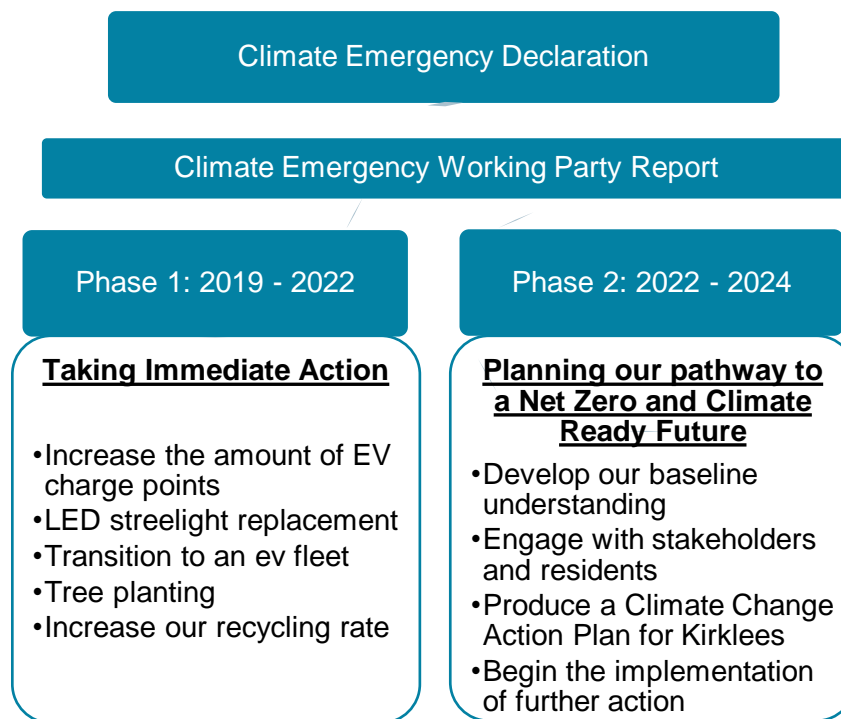 Climate Emergency Declaration
Climate Emergency Working Party Report
Phase 1: 2019 - 2022
Taking Immediate Action
•Increase the amount of EV
charge points
•LED streelight replacement
•Transition to an ev fleet
•Tree planting
•Increase our recycling rate
Phase 2: 2022 - 2024
Planning our pathway to
a Net Zero and Climate
Ready Future
•Develop our baseline
understanding
•Engage with stakeholders
and residents
•Produce a Climate Change
Action Plan for Kirklees
•Begin the implementation
of further action